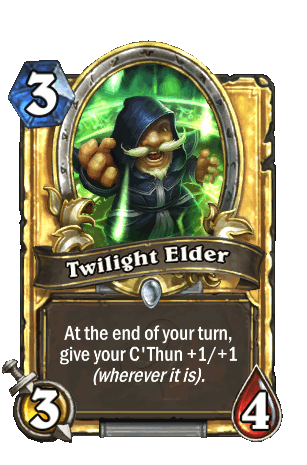 3
Twilight Elder
At the end of your turn,
give your C'Thun +1/+1
(wherever it is).
3
4